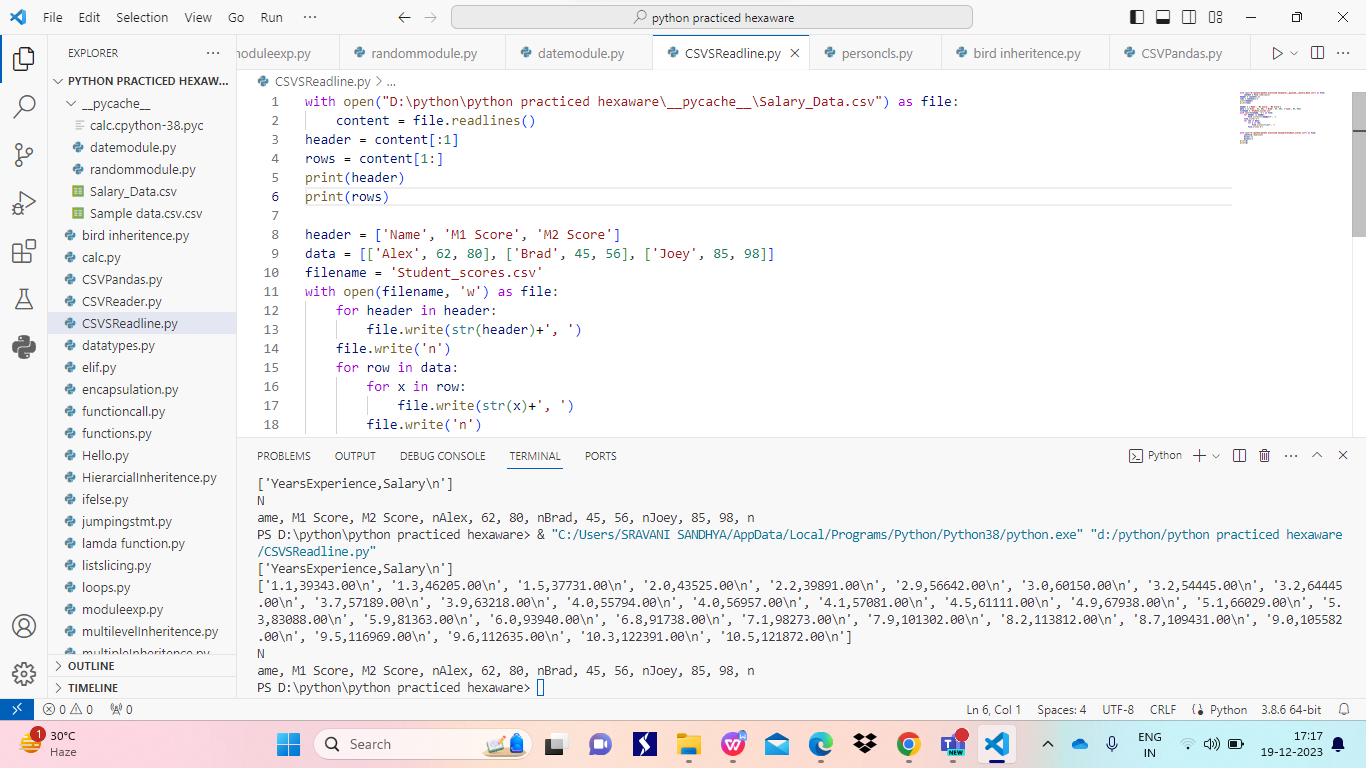 File Edit Selection View Go Run ...
python practiced hexaware
EXPLORER ...
PYTHON PRACTICED HEXAW...
__pycache__
calc.cpython-38.pyc
datemodule.py
randommodule.py
Salary_Data.csv
Sample data.csv.csv
bird inheritence.py
calc.py
CSVPandas.py
CSVReader.py
CSVSReadline.py
datatypes.py
elif.py
encapsulation.py
functioncall.py
functions.py
Hello.py
HierarcialInheritence.py
ifelse.py
jumpingstmt.py
lamda function.py
listslicing.py
loops.py
moduleexp.py
multilevelInheritence.py
multipleInheritence.py
OUTLINE
TIMELINE
moduleexp.py randommodule.py datemodule.py CSVSReadline.py personcls.py bird inheritence.py CSVPandas.py
CSVSReadline.py > ...
1 with open("D:\python\python practiced hexaware\__pycache__\Salary_Data.csv") as file:
2 content = file.readlines()
3 header = content[:1]
4 rows = content[1:]
5 print(header)
6 print(rows)
7
8 header = ['Name', 'M1 Score', 'M2 Score']
9 data = [['Alex', 62, 80], ['Brad', 45, 56], ['Joey', 85, 98]]
10 filename = 'Student_scores.csv'
11 with open(filename, 'w') as file:
12 for header in header:
13 file.write(str(header)+', ')
14 file.write('n')
15 for row in data:
16 for x in row:
17 file.write(str(x)+', ')
18 file.write('n')
PROBLEMS OUTPUT DEBUG CONSOLE TERMINAL PORTS
Python
['YearsExperience,Salary\n']
N
ame, M1 Score, M2 Score, nAlex, 62, 80, nBrad, 45, 56, nJoey, 85, 98, n
PS D:\python\python practiced hexaware> & "C:/Users/SRAVANI SANDHYA/AppData/Local/Programs/Python/Python38/python.exe" "d:/python/python practiced hexaware
/CSVSReadline.py"
['YearsExperience,Salary\n']
['1.1,39343.00\n', '1.3,46205.00\n', '1.5,37731.00\n', '2.0,43525.00\n', '2.2,39891.00\n', '2.9,56642.00\n', '3.0,60150.00\n', '3.2,54445.00\n', '3.2,64445
.00\n', '3.7,57189.00\n', '3.9,63218.00\n', '4.0,55794.00\n', '4.0,56957.00\n', '4.1,57081.00\n', '4.5,61111.00\n', '4.9,67938.00\n', '5.1,66029.00\n', '5.
3,83088.00\n', '5.9,81363.00\n', '6.0,93940.00\n', '6.8,91738.00\n', '7.1,98273.00\n', '7.9,101302.00\n', '8.2,113812.00\n', '8.7,109431.00\n', '9.0,105582
.00\n', '9.5,116969.00\n', '9.6,112635.00\n', '10.3,122391.00\n', '10.5,121872.00\n']
N
ame, M1 Score, M2 Score, nAlex, 62, 80, nBrad, 45, 56, nJoey, 85, 98, n
PS D:\python\python practiced hexaware>
0 0 0 Ln 6, Col 1 Spaces: 4 UTF-8 CRLF Python 3.8.6 64-bit
1
30°C
Haze
Search
NEW
ENG
IN
17:17
19-12-2023